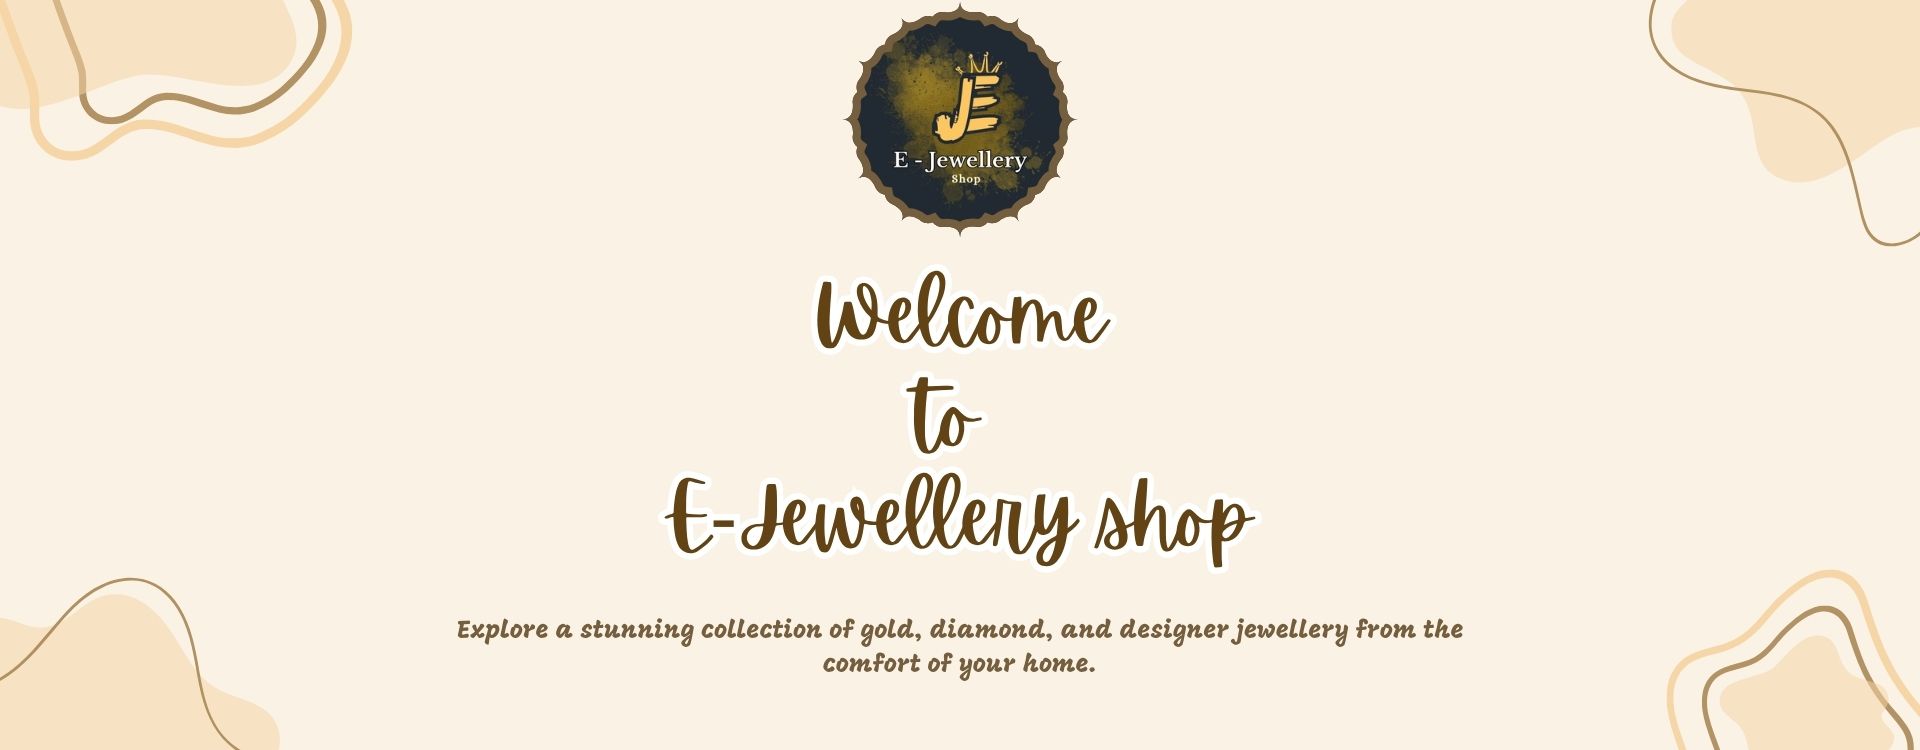 JE
E - Jewellery
Shop
Welcome
to
E-Jewellery shop
Explore a stunning collection of gold, diamond, and designer jewellery from the
comfort of your home.